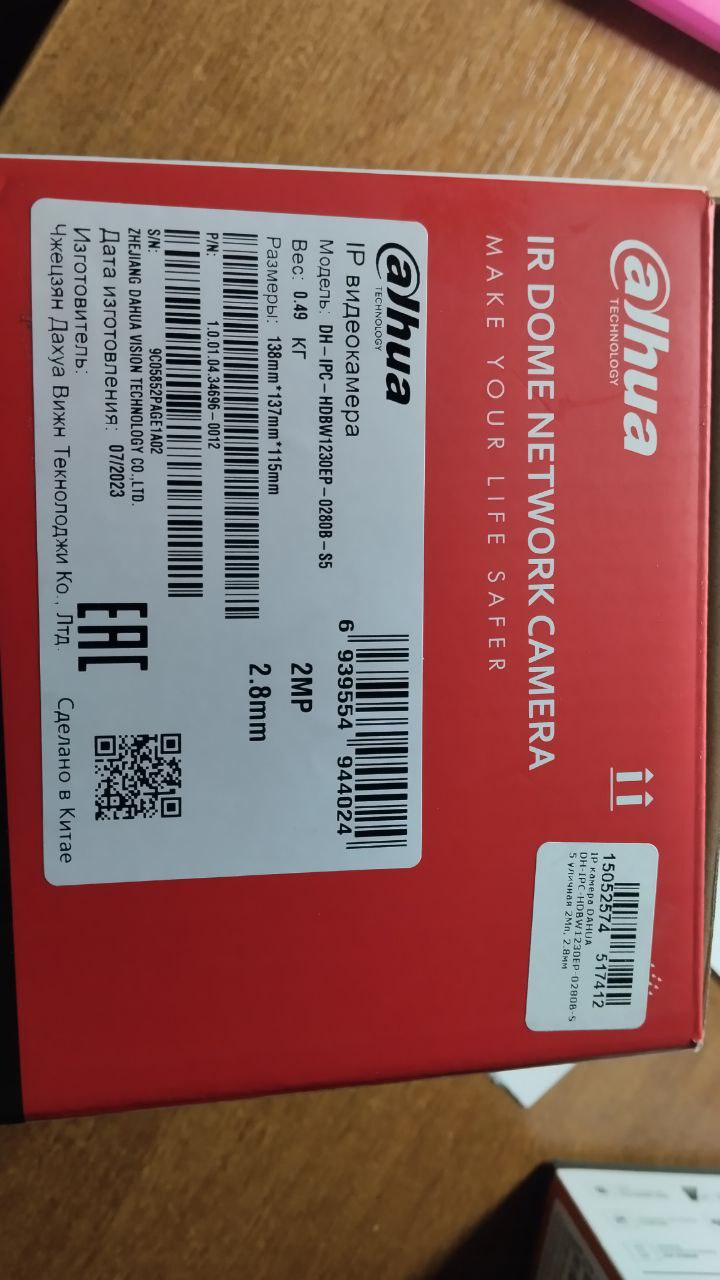 alhua
TECHNOLOGY
IR DOME NETWORK CAMERA
MAKE YOUR LIFE SAFER
15052574 517412
IP камера DAHUA
DH-IPC-HDBW1230EP-0280B-S
5 уличная 2Мп, 2.8мм
alhua
TECHNOLOGY
IP видеокамера
Модель: DH-IPC-HDBW1230EP-0280B-S5
Вес: 0.49 КГ
Размеры: 138mm*137mm*115mm
6 939554 944024
2MP
2.8mm
P/N: 1.0.01.04.34696-0012
S/N: 9C05852PAGE1A02
ZHEJIANG DAHUA VISION TECHNOLOGY CO.,LTD.
Дата изготовления: 07/2023
Изготовитель:
Чжецзян Дахуа Вижн Текнолоджи Ко., Лтд. Сделано в Китае
EAC